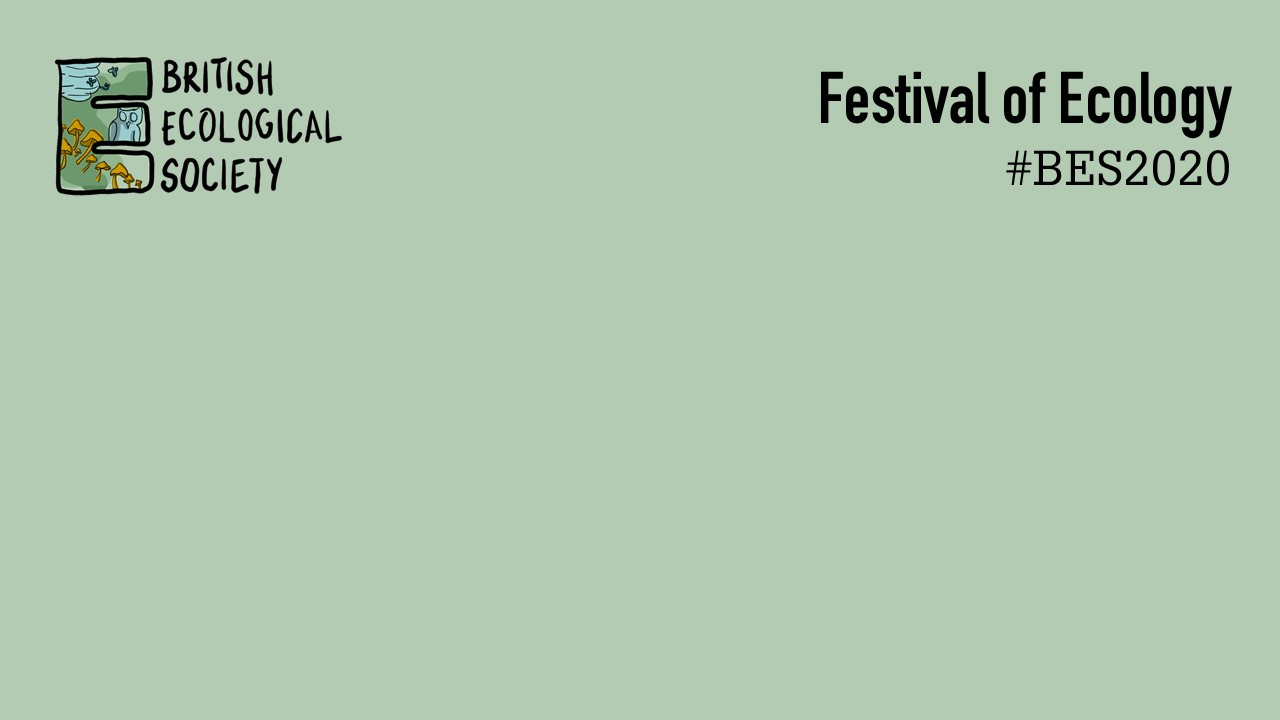 BRITISH
ECOLOGICAL
SOCIETY
Festival of Ecology
#BES2020